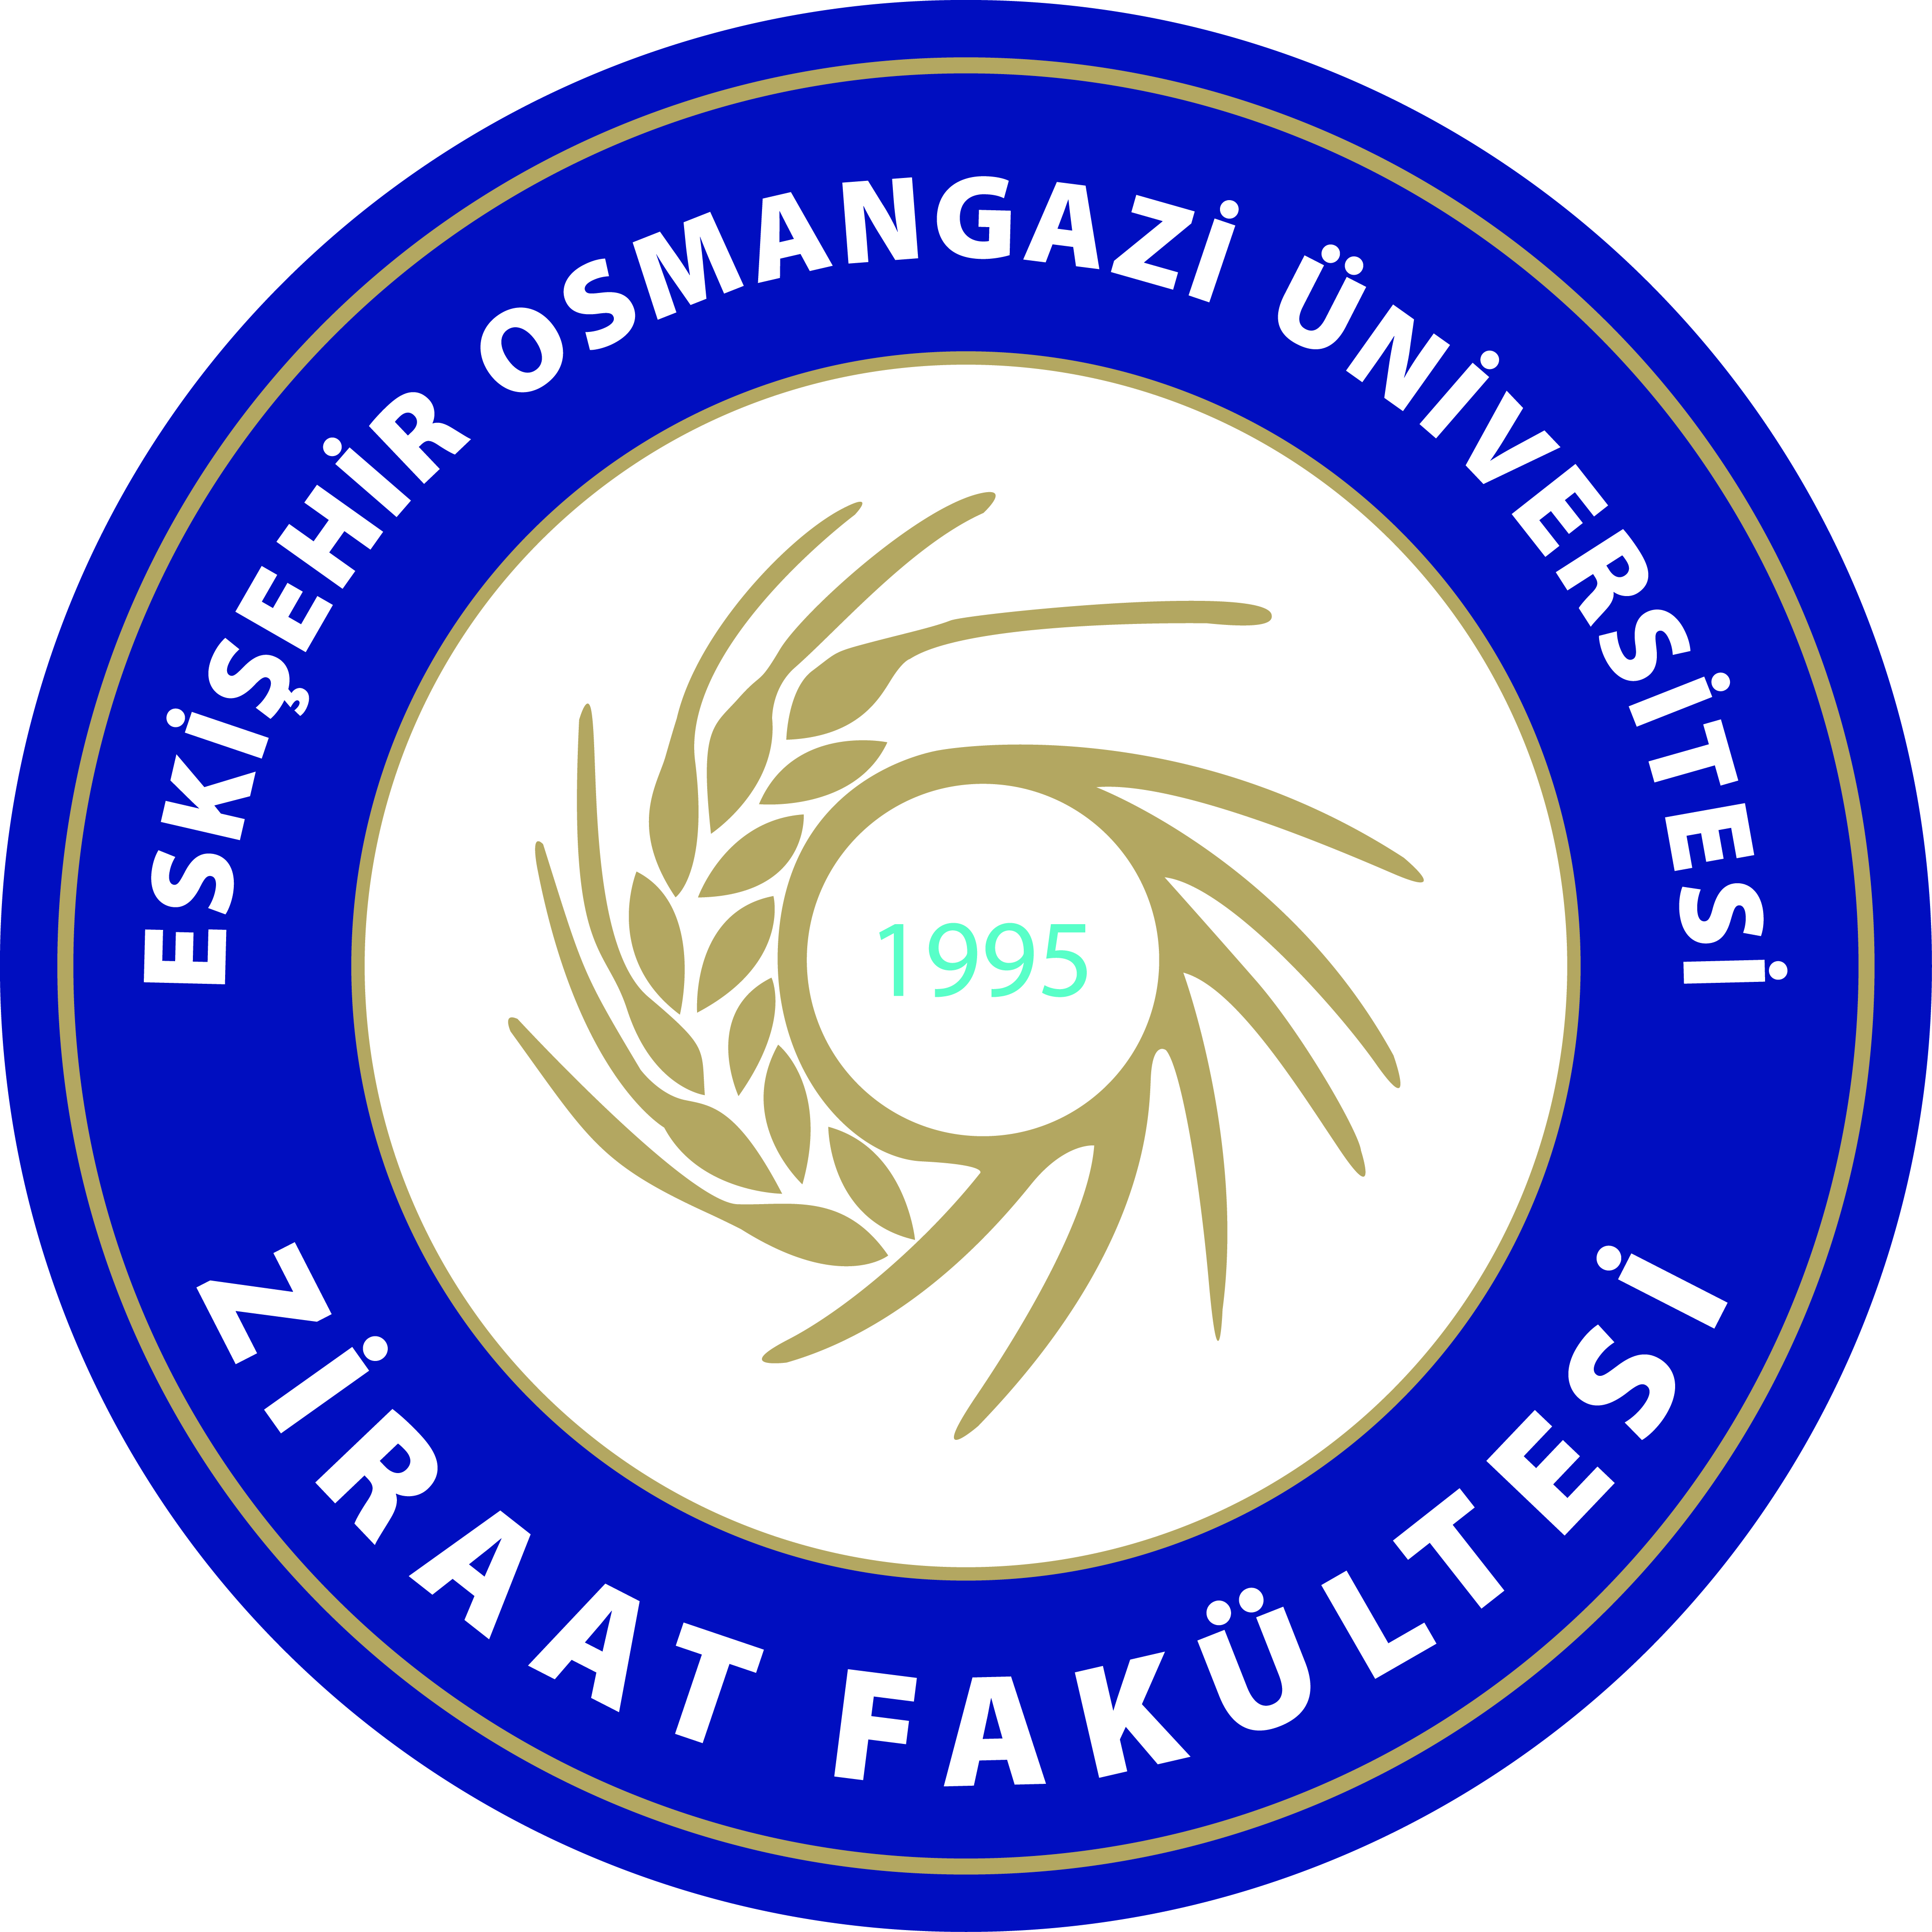 ESKİŞEHİR OSMANGAZİ ÜNİVERSİTESİ
1995
ZİRAAT FAKÜLTESİ